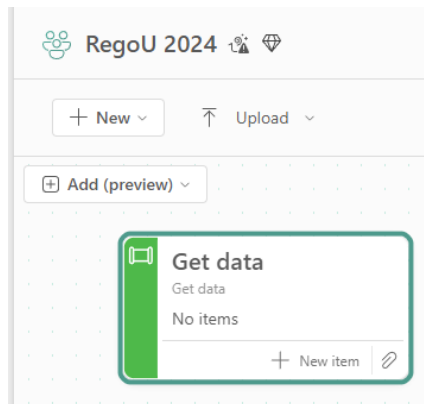 RegoU 2024
New
Upload
Add (preview)
Get data
Get data
No items
New item